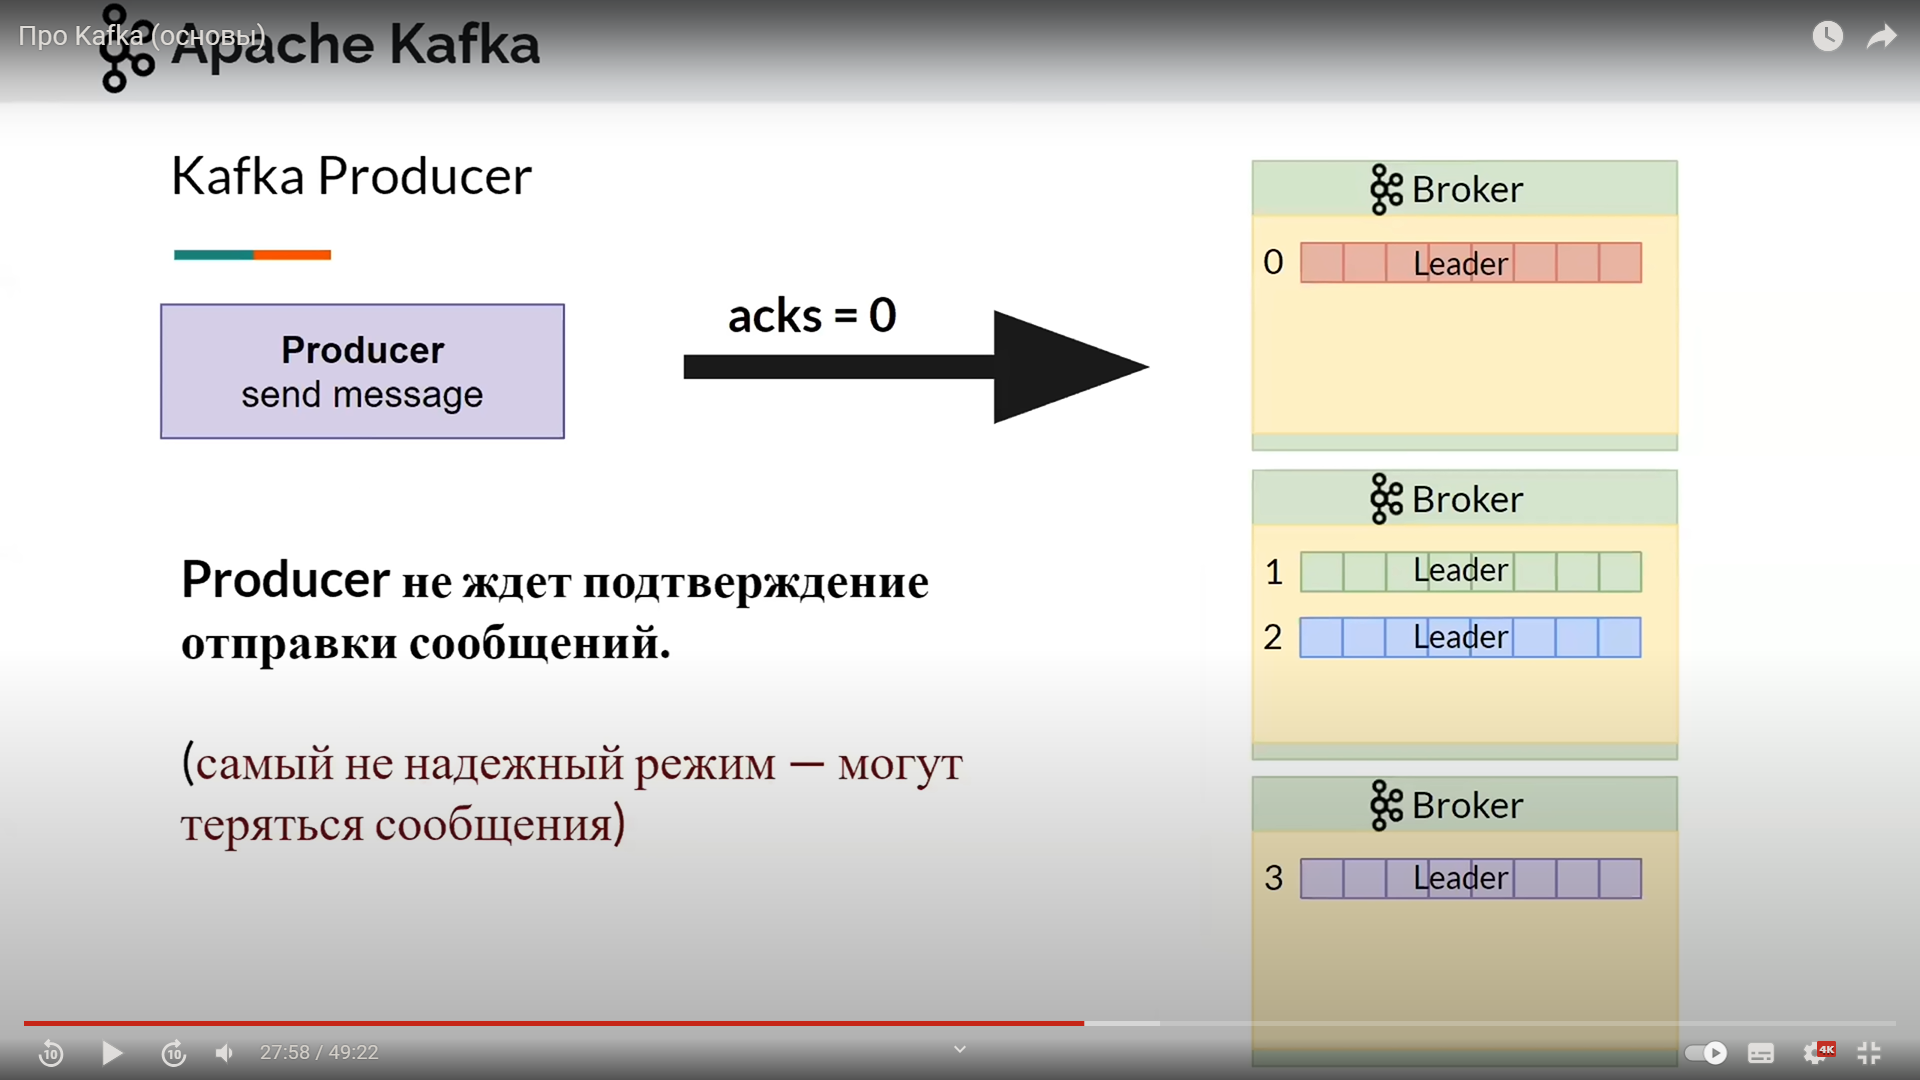 Про Kafka (основы)
Apache Kafka
Kafka Producer
Producer
send message
acks = 0
Producer не ждет подтверждение
отправки сообщений.
(самый не надежный режим — могут
теряться сообщения)
Broker
0 Leader
Broker
1 Leader
2 Leader
Broker
3 Leader
10
10
27:58 / 49:22
4K